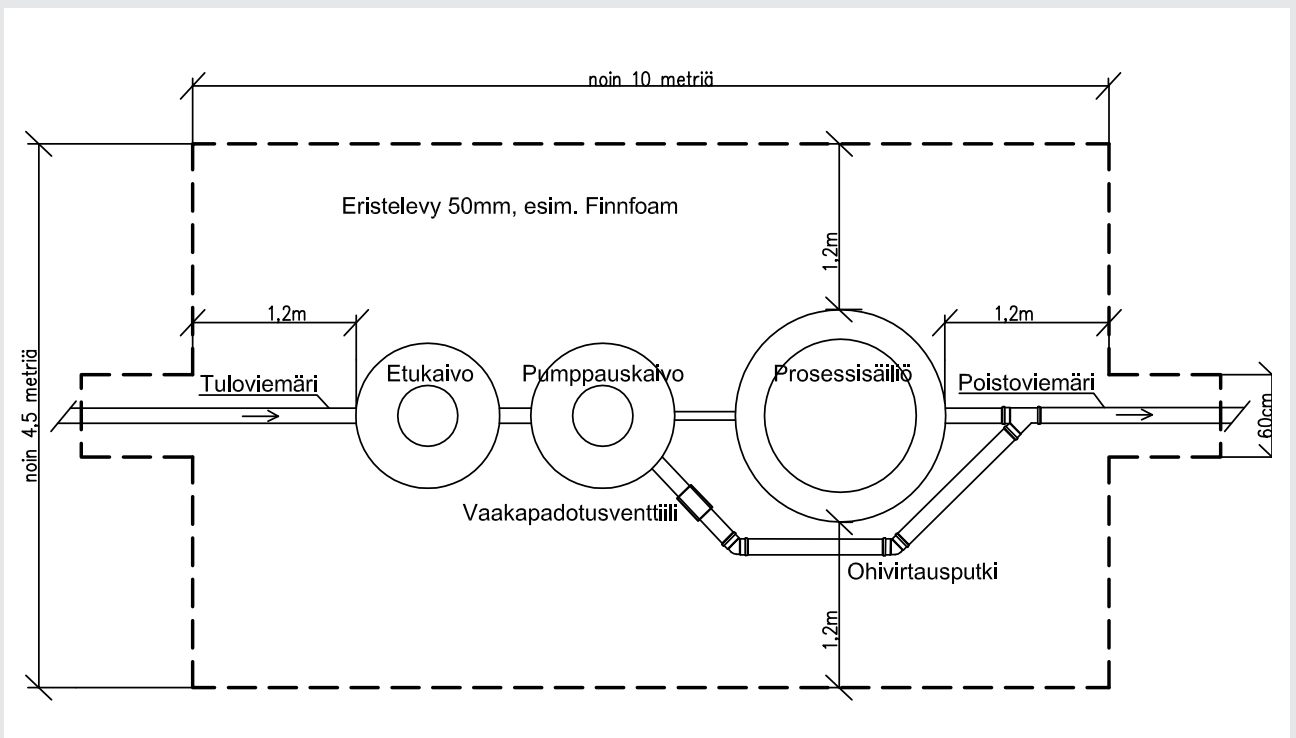 noin 10 metriä
Eristelevy 50mm, esim. Finnfoam
1,2m
1,2m
1,2m
noin 4,5 metriä
Tuloviemäri
Etukaivo
Pumppauskaivo
Prosessisäiliö
Poistoviemäri
60cm
Vaakapadotusventtiili
Ohivirtausputki
1,2m